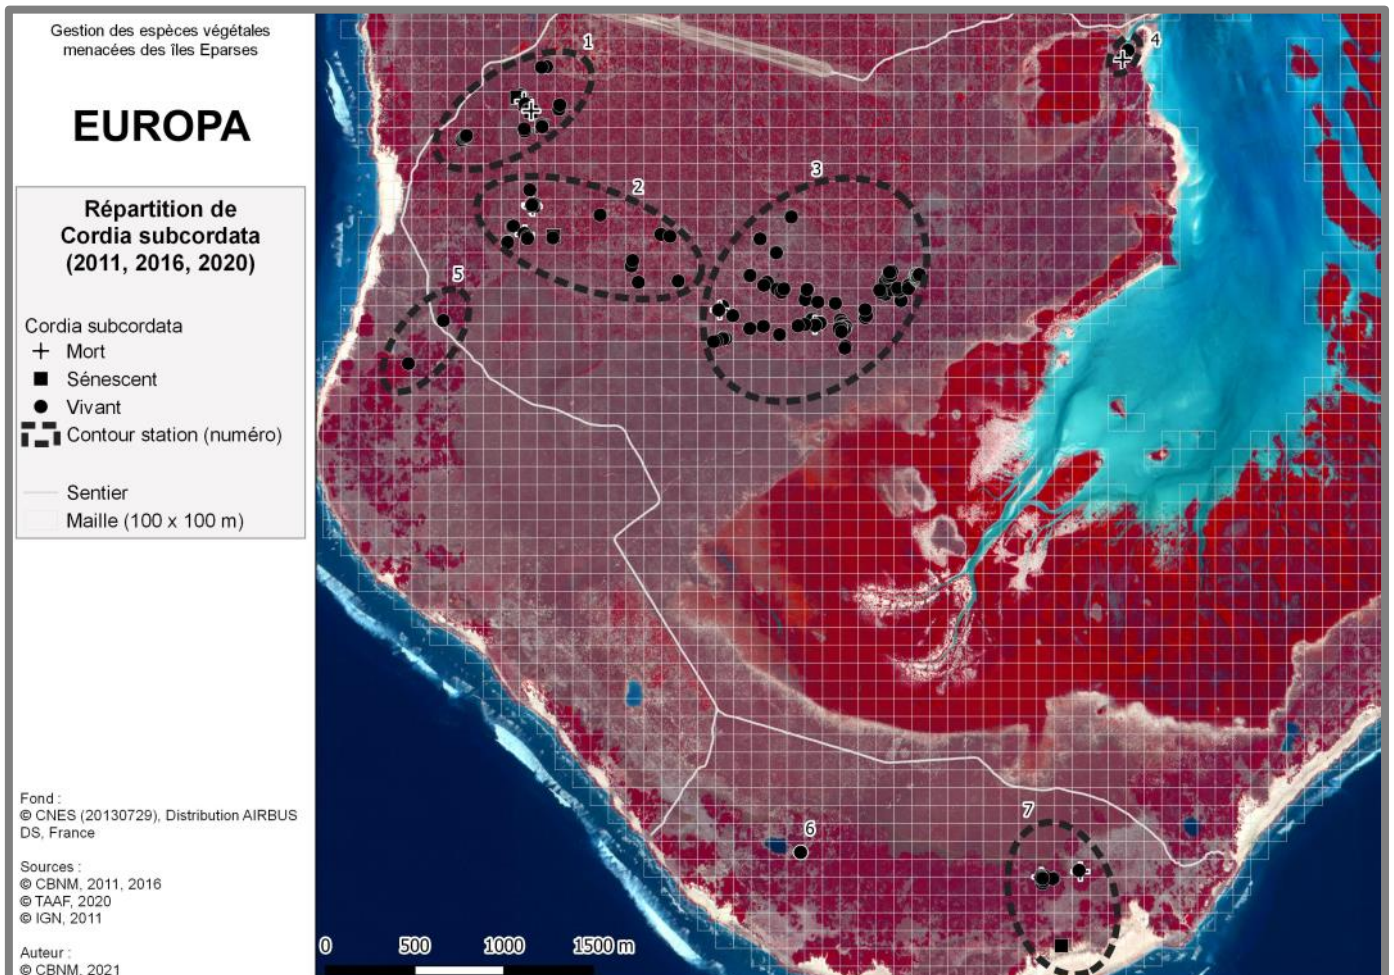 Gestion des espèces végétales
menacées des îles Eparses
EUROPA
Répartition de
Cordia subcordata
(2011, 2016, 2020)
Cordia subcordata
Mort
Sénescent
Vivant
Contour station (numéro)
Sentier
Maille (100 x 100 m)
Fond :
© CNES (20130729), Distribution AIRBUS
DS, France
Sources :
© CBNM, 2011, 2016
© TAAF, 2020
© IGN, 2011
Auteur :
© CBNM, 2021
1
4
3
2
5
6
7
0 500 1000 1500 m